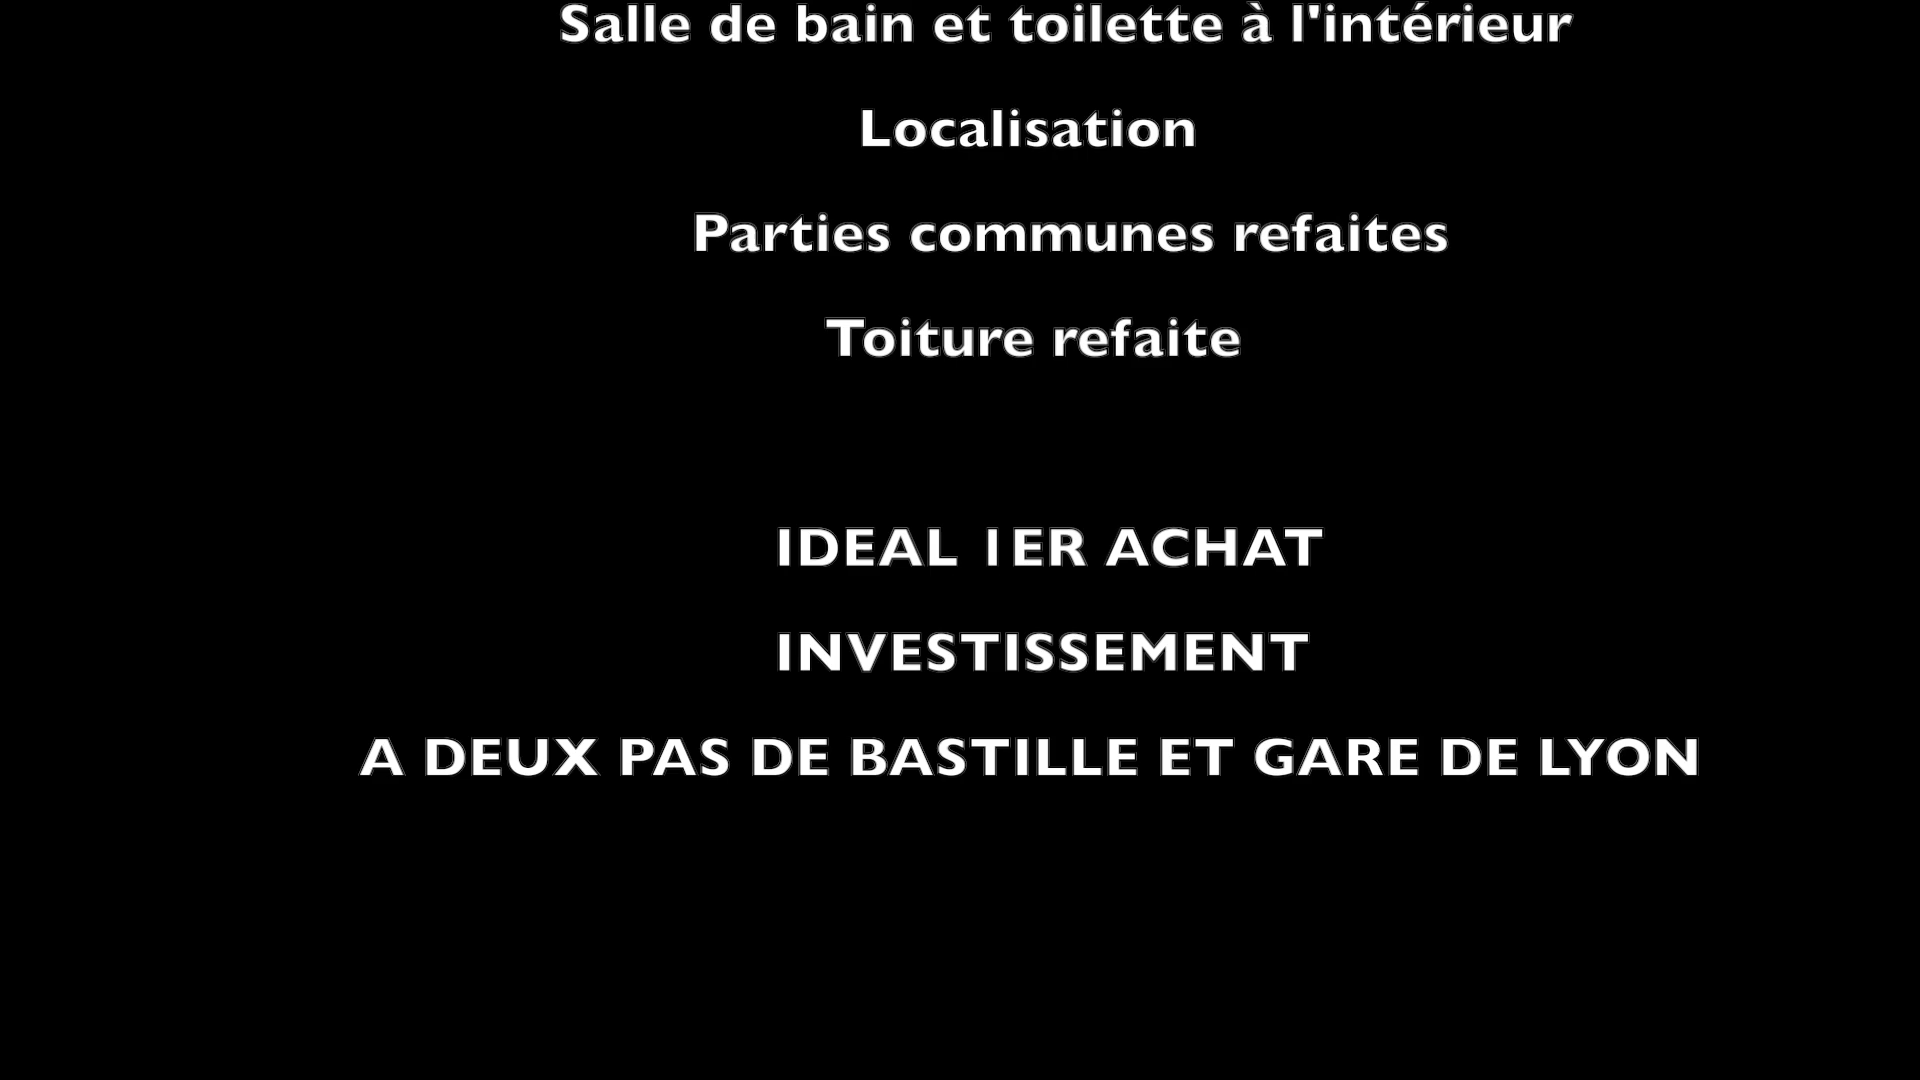 Salle de bain et toilette à l'intérieur
Localisation
Parties communes refaites
Toiture refaite
IDEAL 1ER ACHAT
INVESTISSEMENT
A DEUX PAS DE BASTILLE ET GARE DE LYON